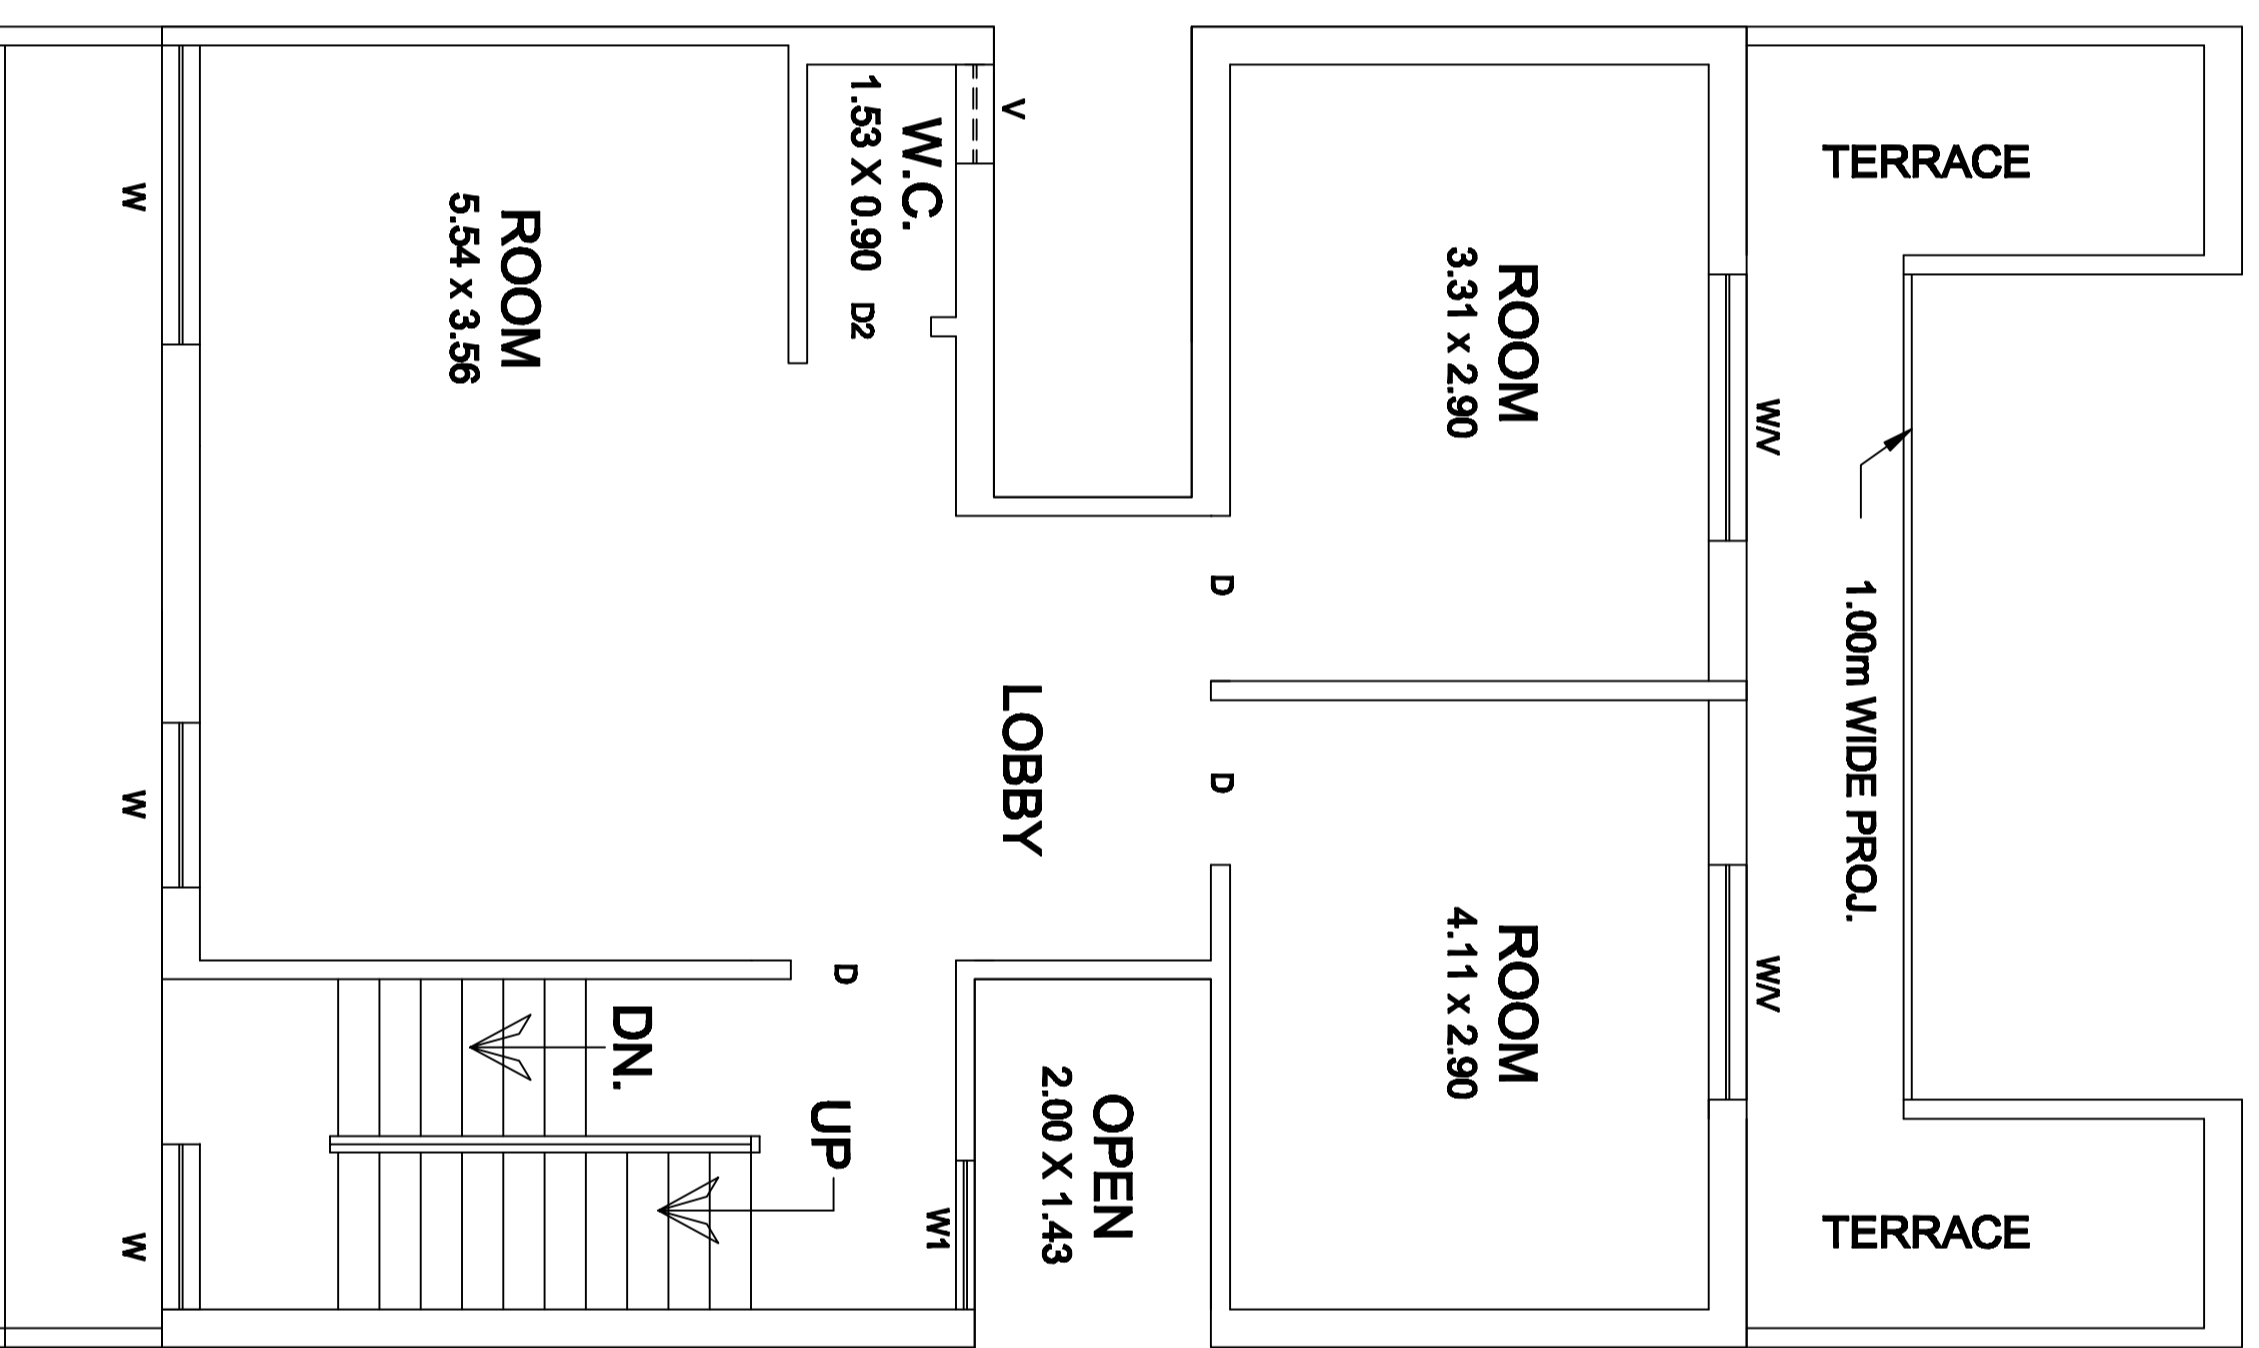 TERRACE
1.00m WIDE PROJ.
TERRACE
W/V
W/V
ROOM
3.31 x 2.90
ROOM
4.11 x 2.90
D
D
V
W.C.
1.53 X 0.90
D2
LOBBY
OPEN
2.00 X 1.43
W1
D
UP
DN.
ROOM
5.54 x 3.56
W
W
W